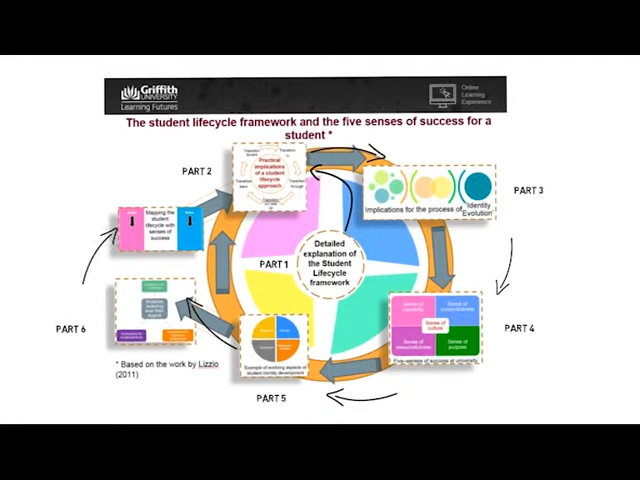 Griffith
UNIVERSITY
Learning Futures
Online
Learning
Experience
The student lifecycle framework and the five senses of success for a
student *
PART 2
Practical
implications
of a student
lifecycle
approach
PART 3
Implications for the process of "Identity
Evolution"
Mapping the
student
lifecycle with
senses of
success
PART 1
Detailed
explanation of
the Student
Lifecycle
framework
Sense of
capability
Sense of
connectedness
Sense of
culture
Sense of
resourcefulness
Sense of
purpose
Five-senses of success at university
PART 4
PART 6
* Based on the work by Lizzio
(2011)
Example of evolving aspects of
student identity development
PART 5